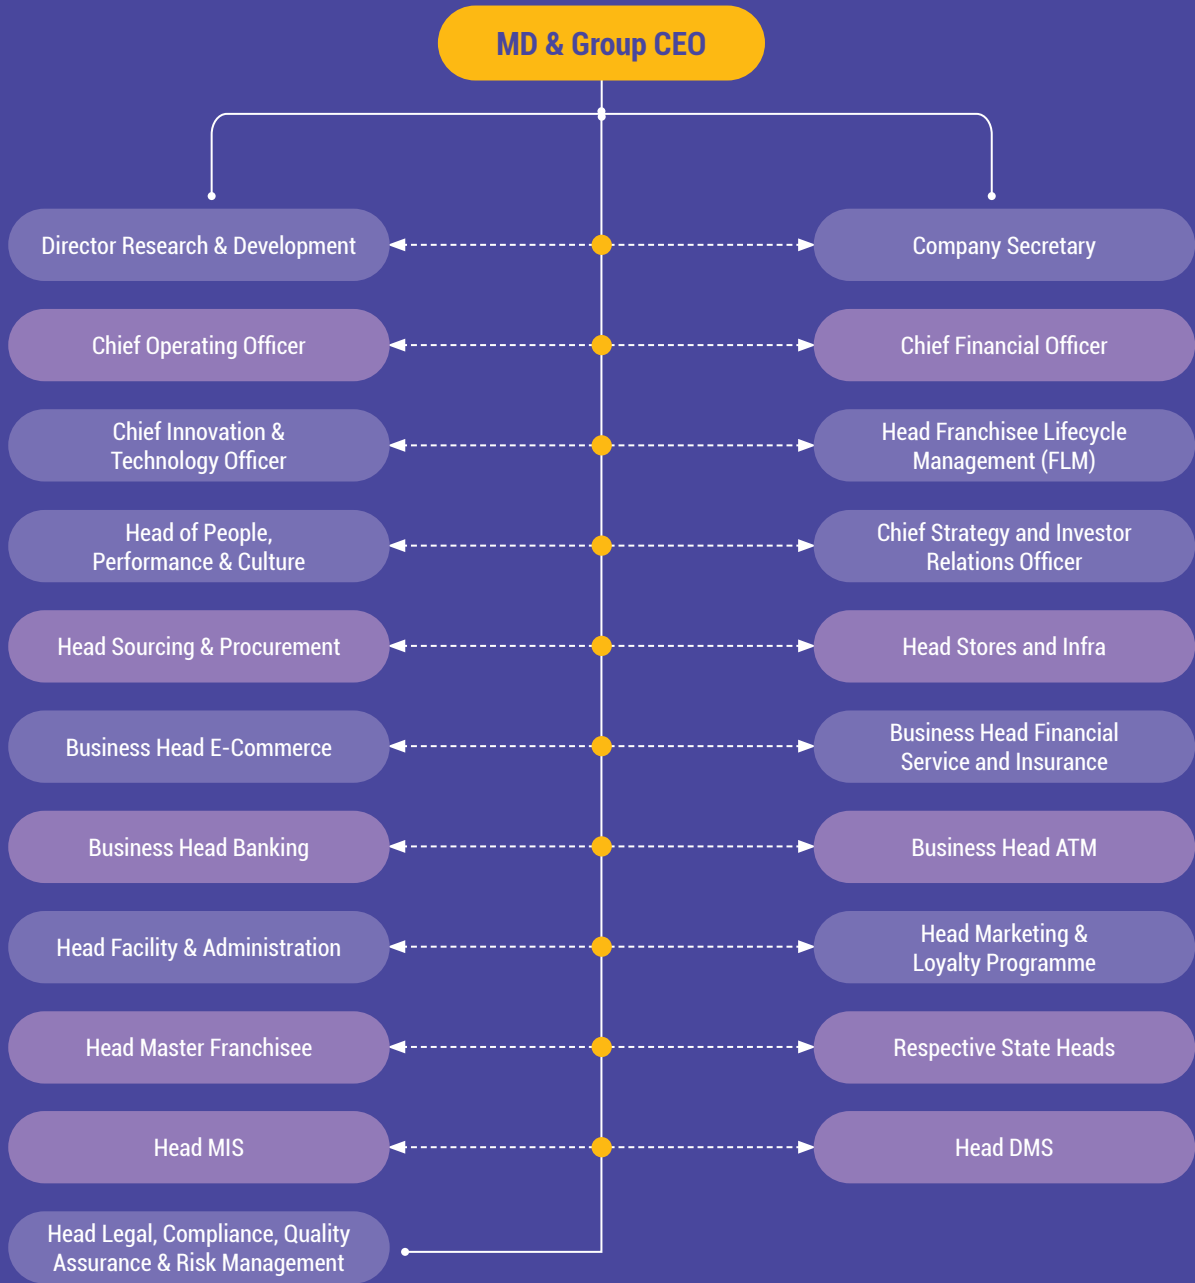 MD & Group CEO
Director Research & Development
Company Secretary
Chief Operating Officer
Chief Financial Officer
Chief Innovation &
Technology Officer
Head Franchisee Lifecycle
Management (FLM)
Head of People,
Performance & Culture
Chief Strategy and Investor
Relations Officer
Head Sourcing & Procurement
Head Stores and Infra
Business Head E-Commerce
Business Head Financial
Service and Insurance
Business Head Banking
Business Head ATM
Head Facility & Administration
Head Marketing &
Loyalty Programme
Head Master Franchisee
Respective State Heads
Head MIS
Head DMS
Head Legal, Compliance, Quality
Assurance & Risk Management